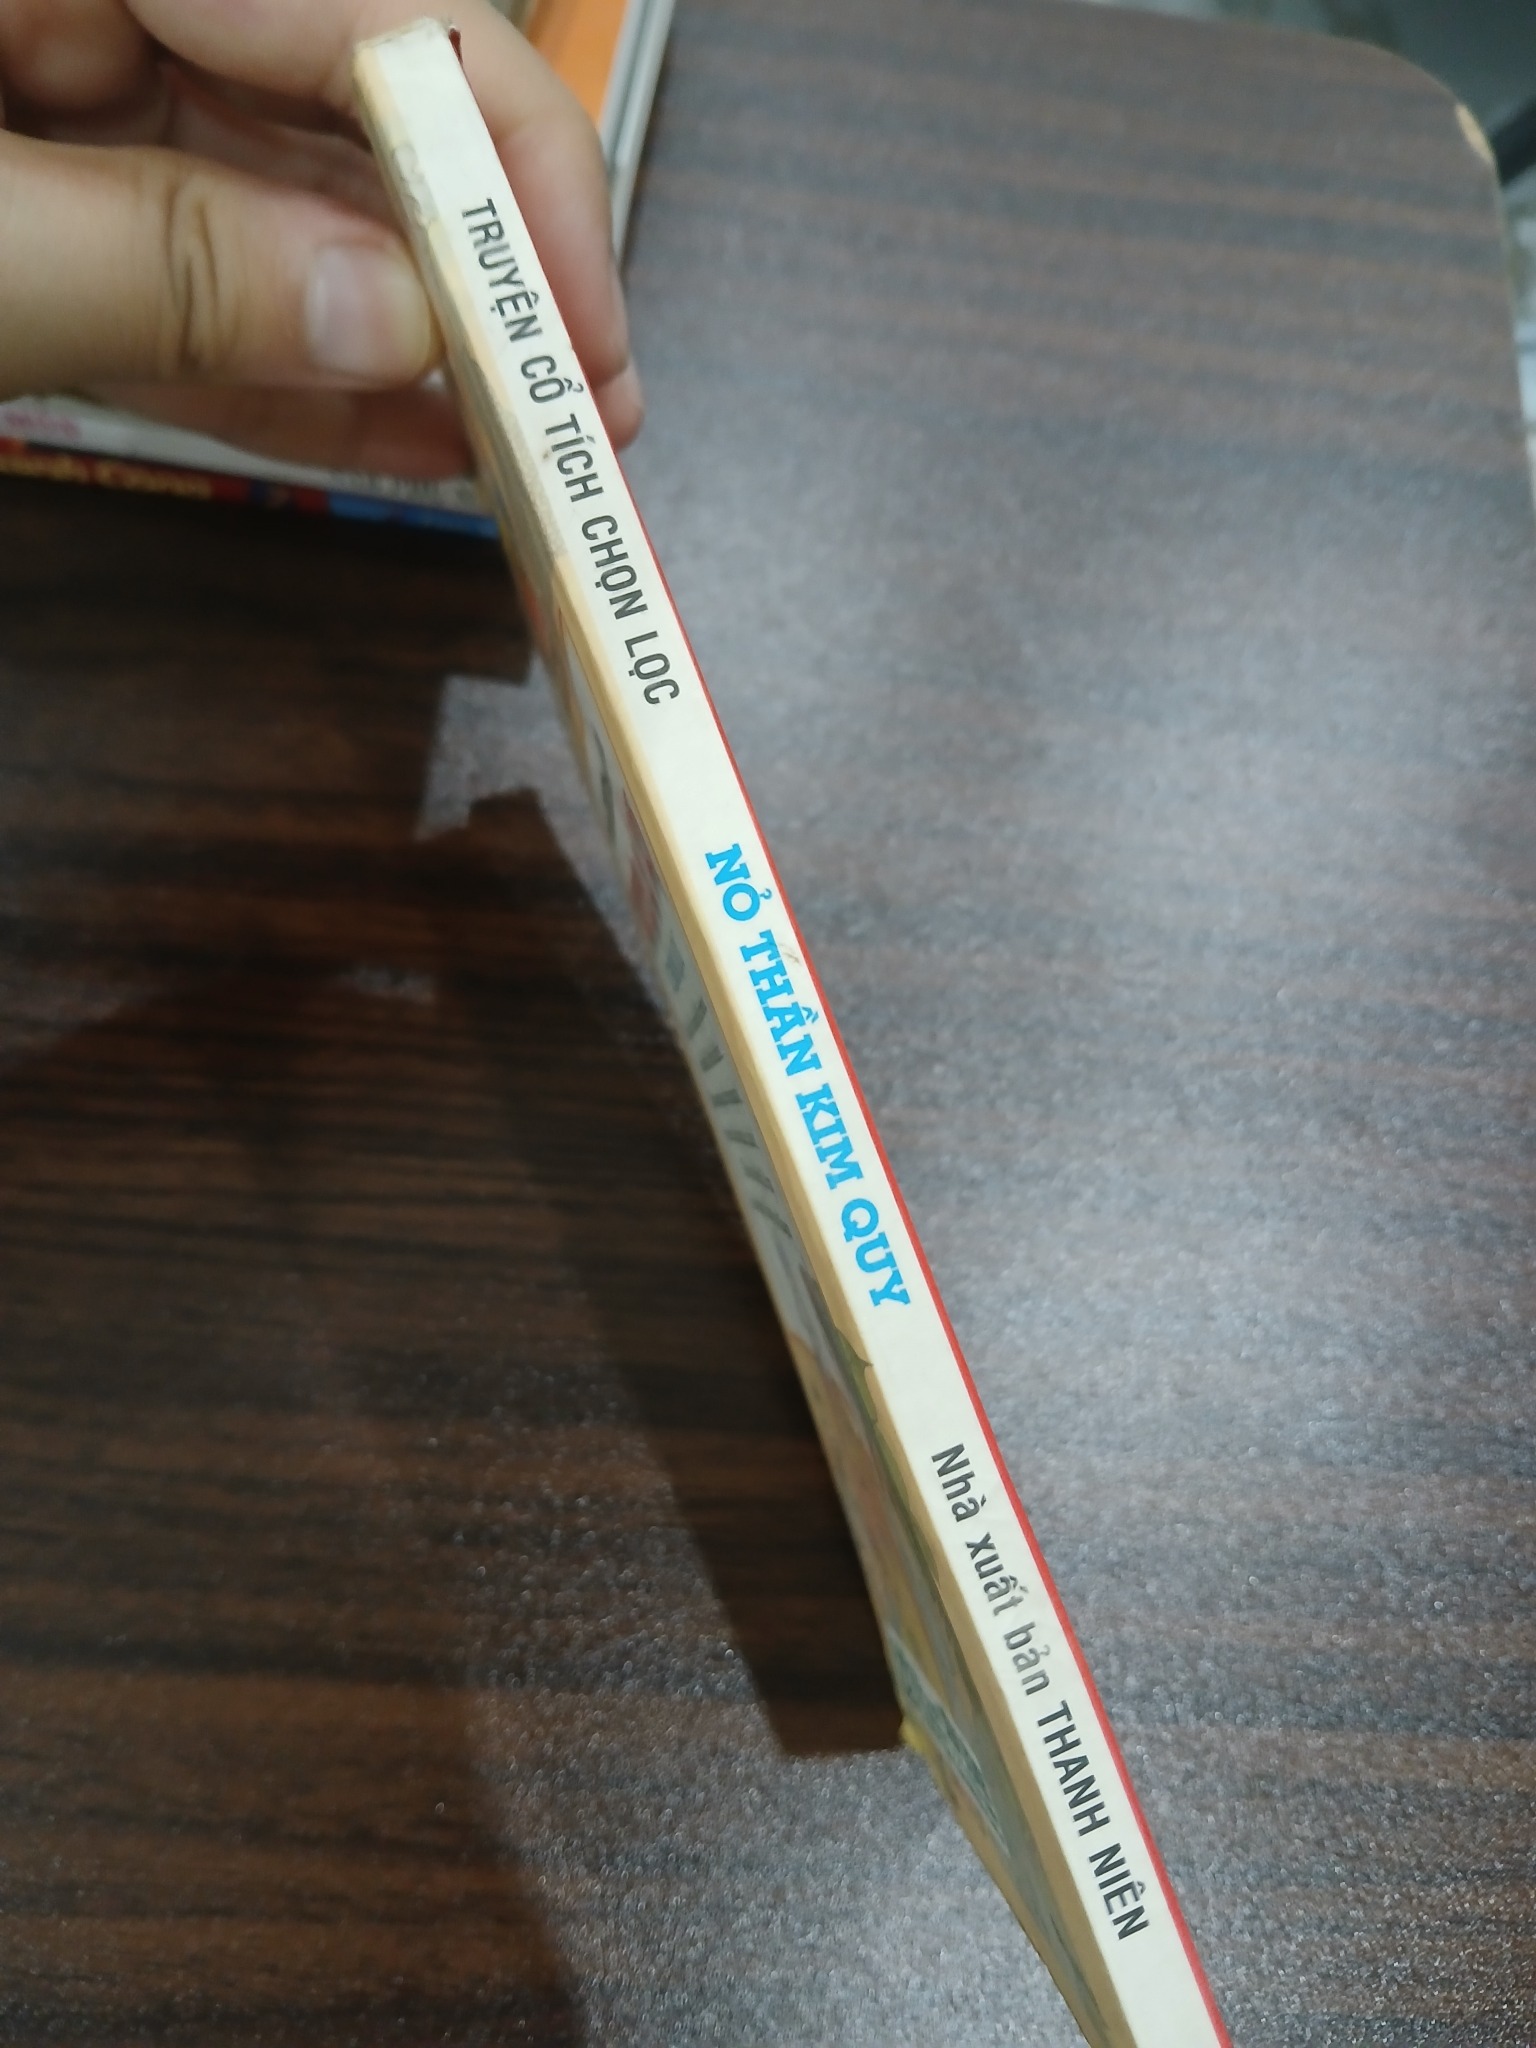 TRUYỆN CỔ TÍCH CHỌN LỌC
NỎ THẦN KIM QUY
Nhà xuất bản THANH NIÊN